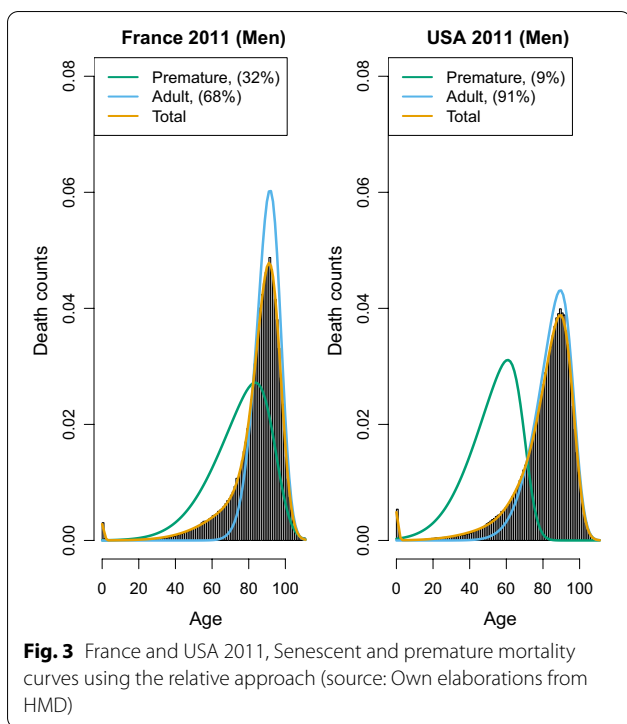 France 2011 (Men)
Premature, (32%)
Adult, (68%)
Total
0.08
0.06
0.04
0.02
0.00
Death counts
0 20 40 60 80 100
Age
USA 2011 (Men)
Premature, (9%)
Adult, (91%)
Total
0.08
0.06
0.04
0.02
0.00
Death counts
0 20 40 60 80 100
Age
Fig. 3 France and USA 2011, Senescent and premature mortality
curves using the relative approach (source: Own elaborations from
HMD)